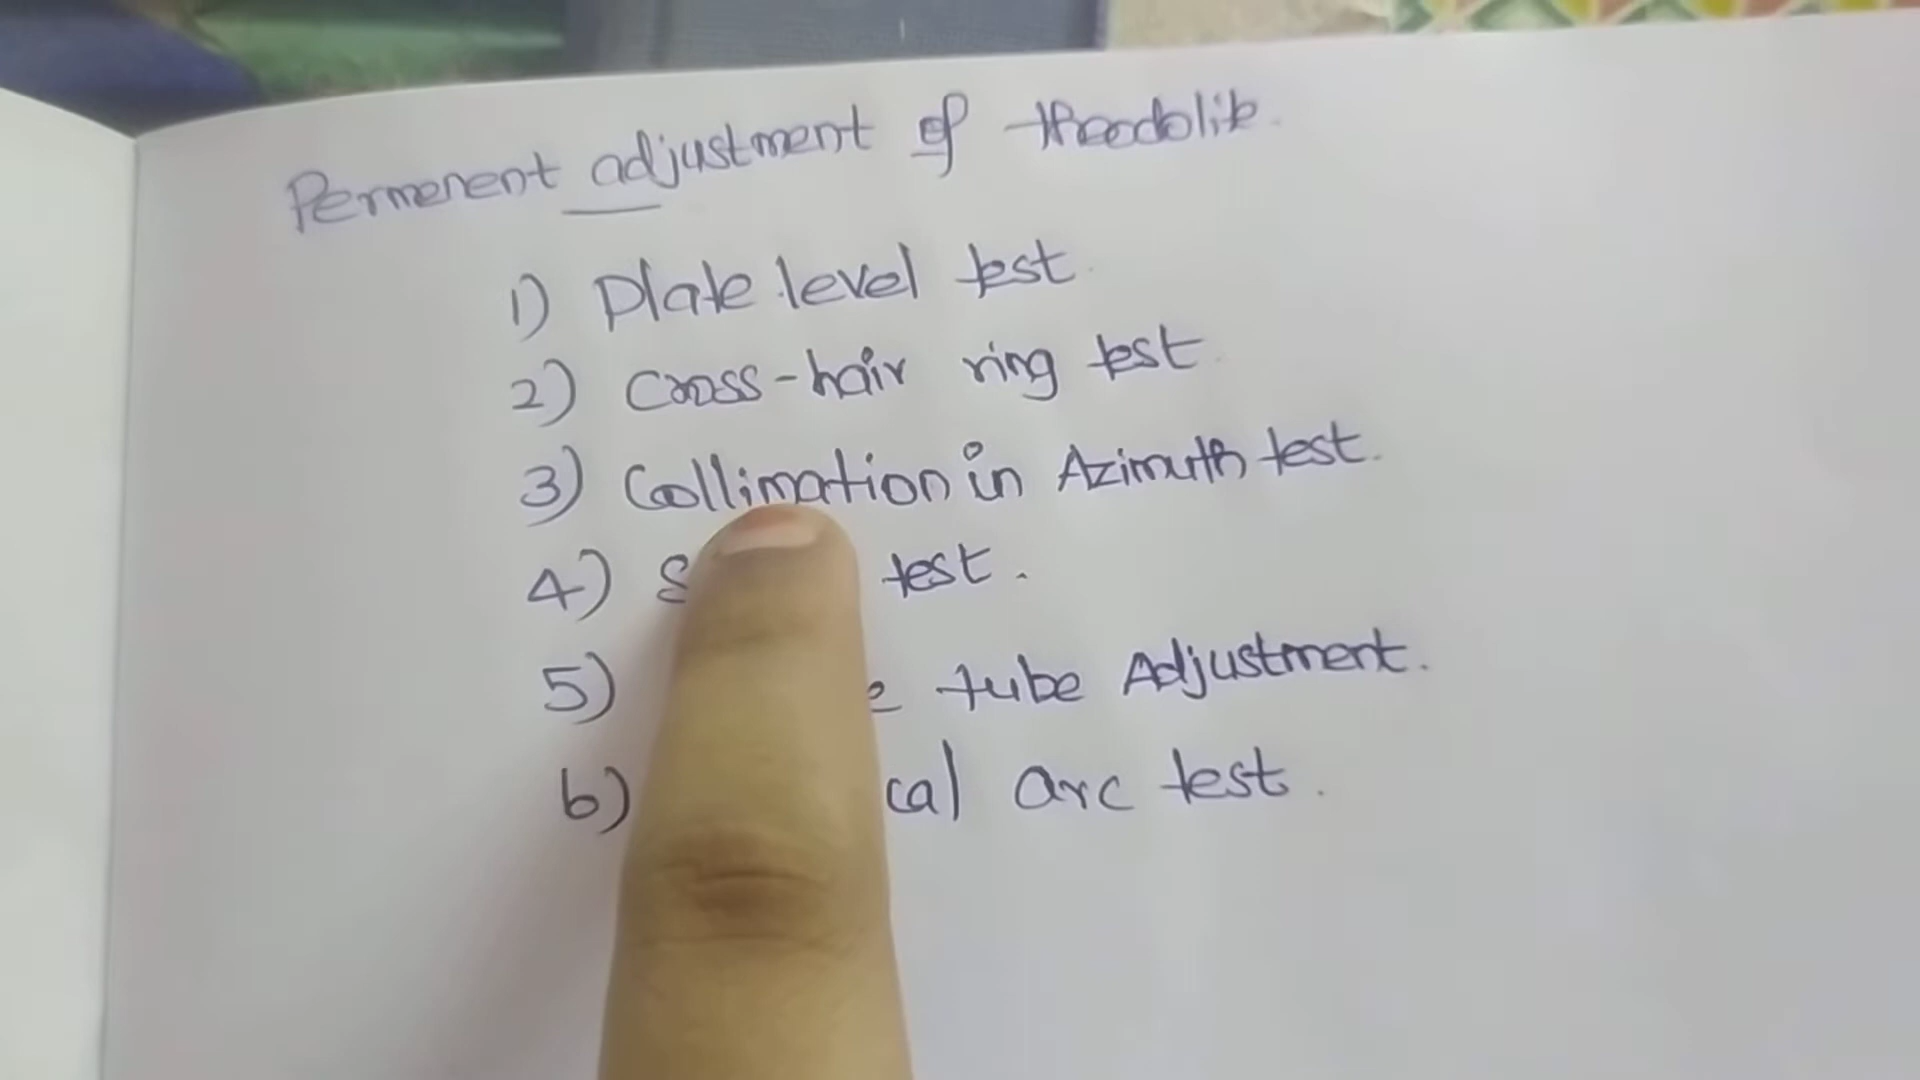 Permenent adjustment of theodolite.
1) Plate level test
2) Cross-hair ring test
3) Collimation in Azimuth test.
4) test.
5) tube Adjustment.
6) arc test.